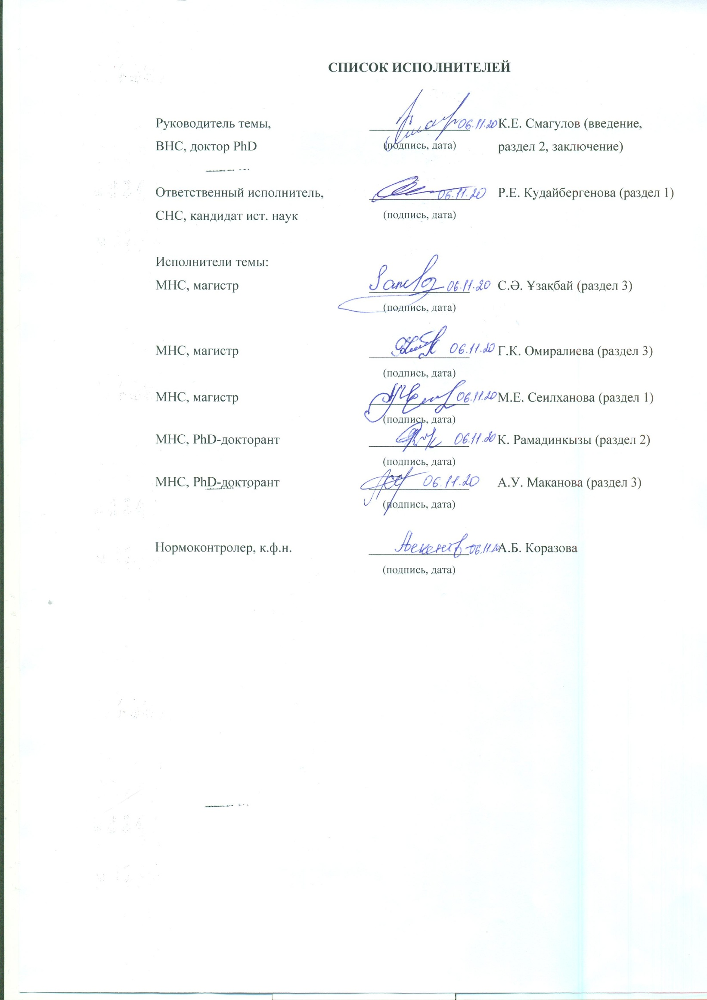 СПИСОК ИСПОЛНИТЕЛЕЙ
Руководитель темы, 06.11.20 К.Е. Смагулов (введение,
ВНС, доктор PhD (подпись, дата) раздел 2, заключение)
Ответственный исполнитель, 06.11.20 Р.Е. Кудайбергенова (раздел 1)
СНС, кандидат ист. наук (подпись, дата)
Исполнители темы:
МНС, магистр 06.11.20 С.Ә. Ұзақбай (раздел 3)
(подпись, дата)
МНС, магистр 06.11.20 Г.К. Омиралиева (раздел 3)
(подпись, дата)
МНС, магистр 06.11.20 М.Е. Сеилханова (раздел 1)
(подпись, дата)
МНС, PhD-докторант 06.11.20 К. Рамадинкызы (раздел 2)
(подпись, дата)
МНС, PhD-докторант 06.11.20 А.У. Маканова (раздел 3)
(подпись, дата)
Нормоконтролер, к.ф.н. 06.11.20 А.Б. Коразова
(подпись, дата)